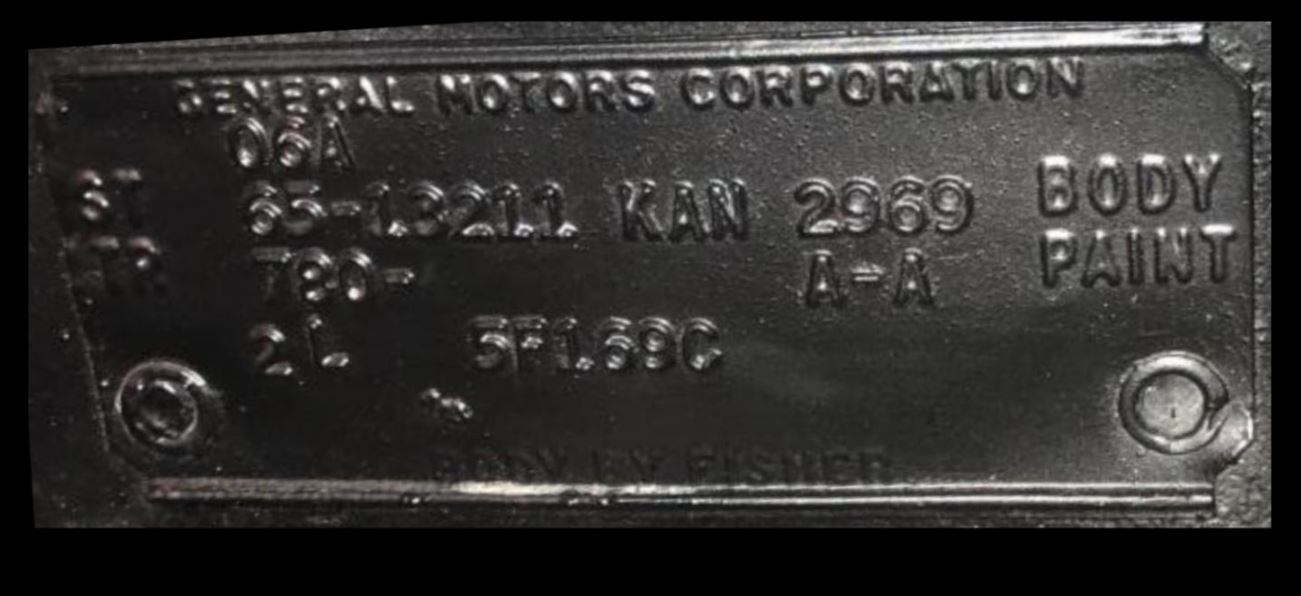 GENERAL MOTORS CORPORATION
06A
ST 65-13211 KAN 2969 BODY
TR 780- A-A PAINT
2L 5F169C
BODY BY FISHER